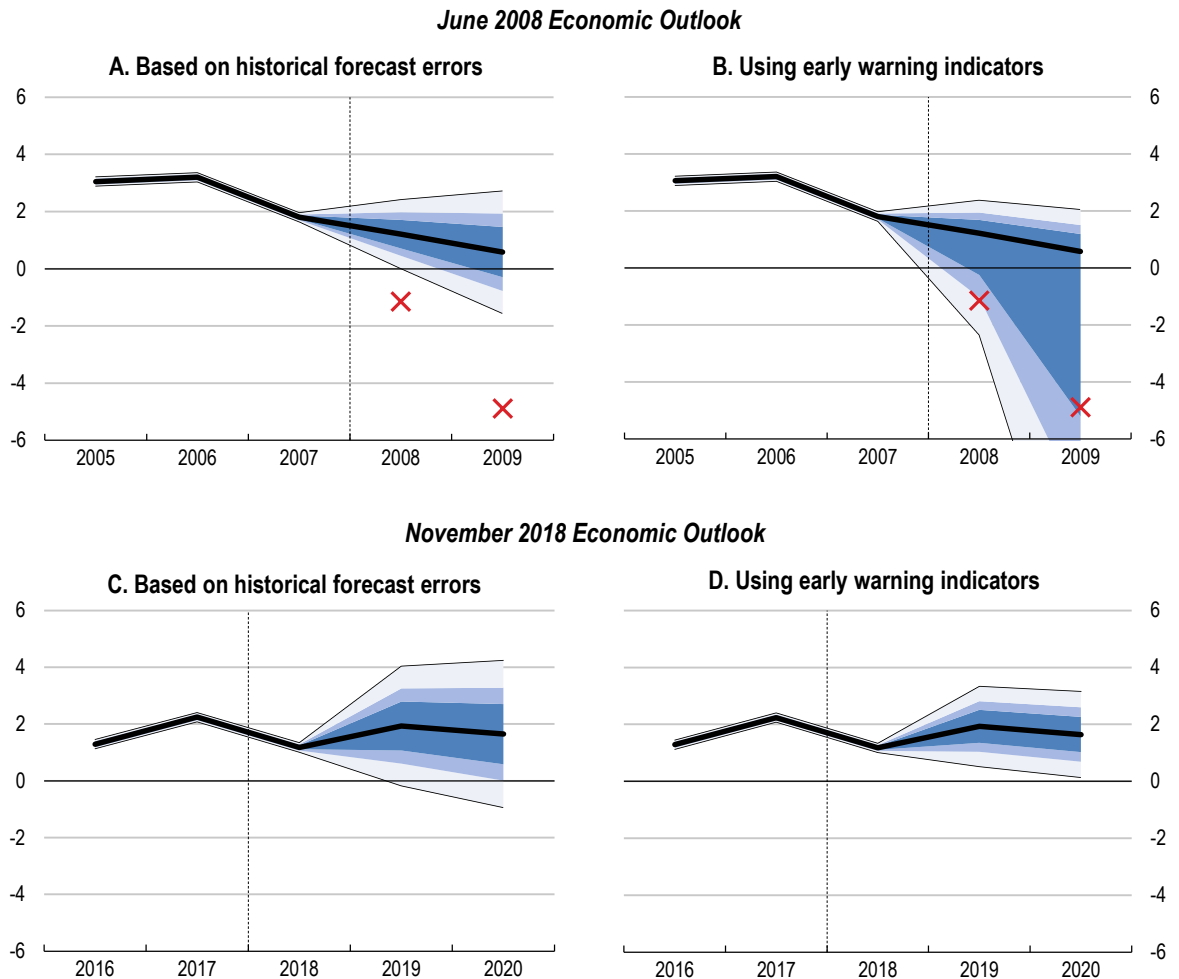 June 2008 Economic Outlook
A. Based on historical forecast errors
6
4
2
0
-2
-4
-6
2005 2006 2007 2008 2009
B. Using early warning indicators
6
4
2
0
-2
-4
-6
2005 2006 2007 2008 2009
November 2018 Economic Outlook
C. Based on historical forecast errors
6
4
2
0
-2
-4
-6
2016 2017 2018 2019 2020
D. Using early warning indicators
6
4
2
0
-2
-4
-6
2016 2017 2018 2019 2020